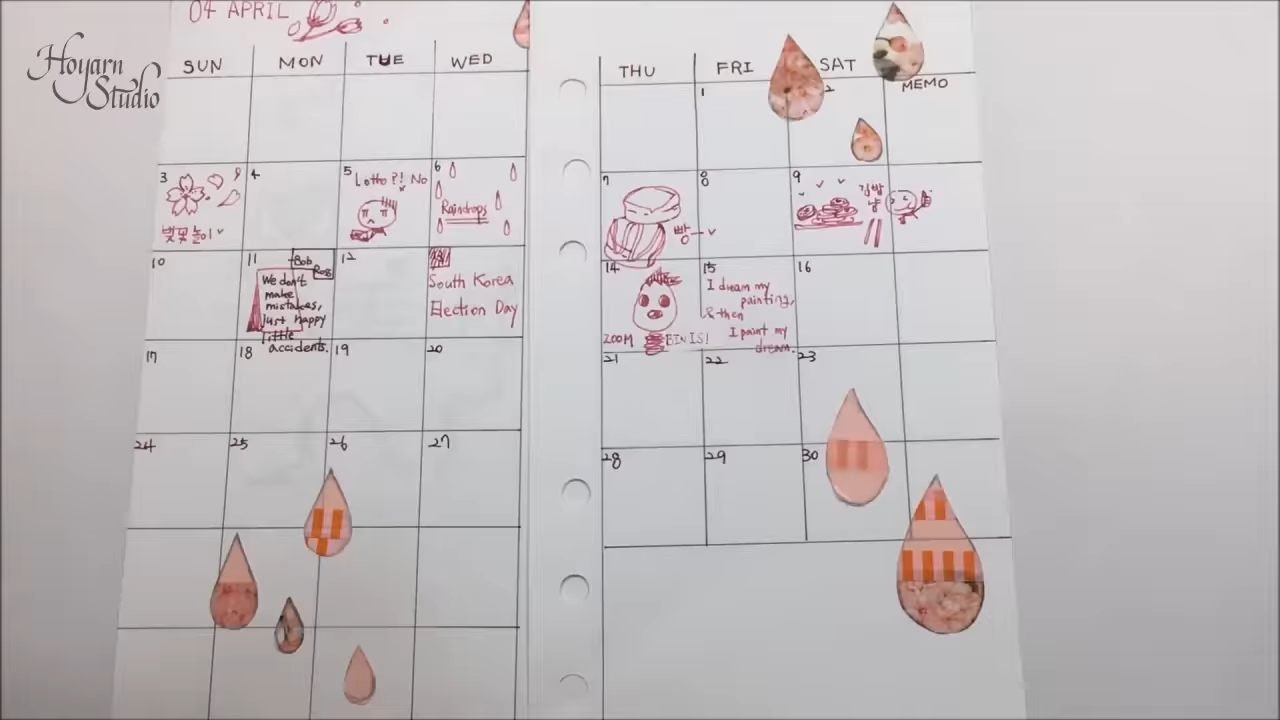 Hoyarn
Studio
04 APRIL
SUN MON TUE WED
3 4 5 6
Lotto?! No
Raindrops
벚꽃놀이
10 11 12
Bob
Ross
We don't
make
mistakes,
just happy
little
accidents.
South Korea
Election Day
17 18 19 20
24 25 26 27
THU FRI SAT MEMO
1 2
7 8 9
빵
김밥
냠
14 15 16
ZOOM
BIN IS!
I dream my
painting,
& then
I paint my
dream.
21 22 23
28 29 30